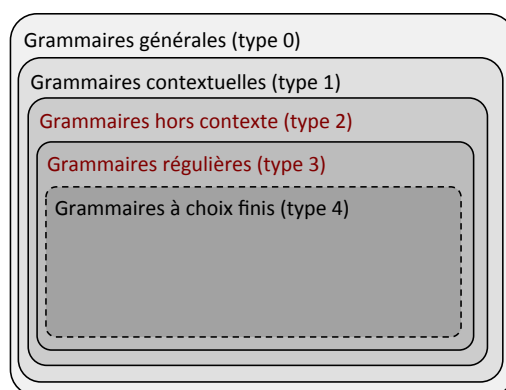 Grammaires générales (type 0)
Grammaires contextuelles (type 1)
Grammaires hors contexte (type 2)
Grammaires régulières (type 3)
Grammaires à choix finis (type 4)